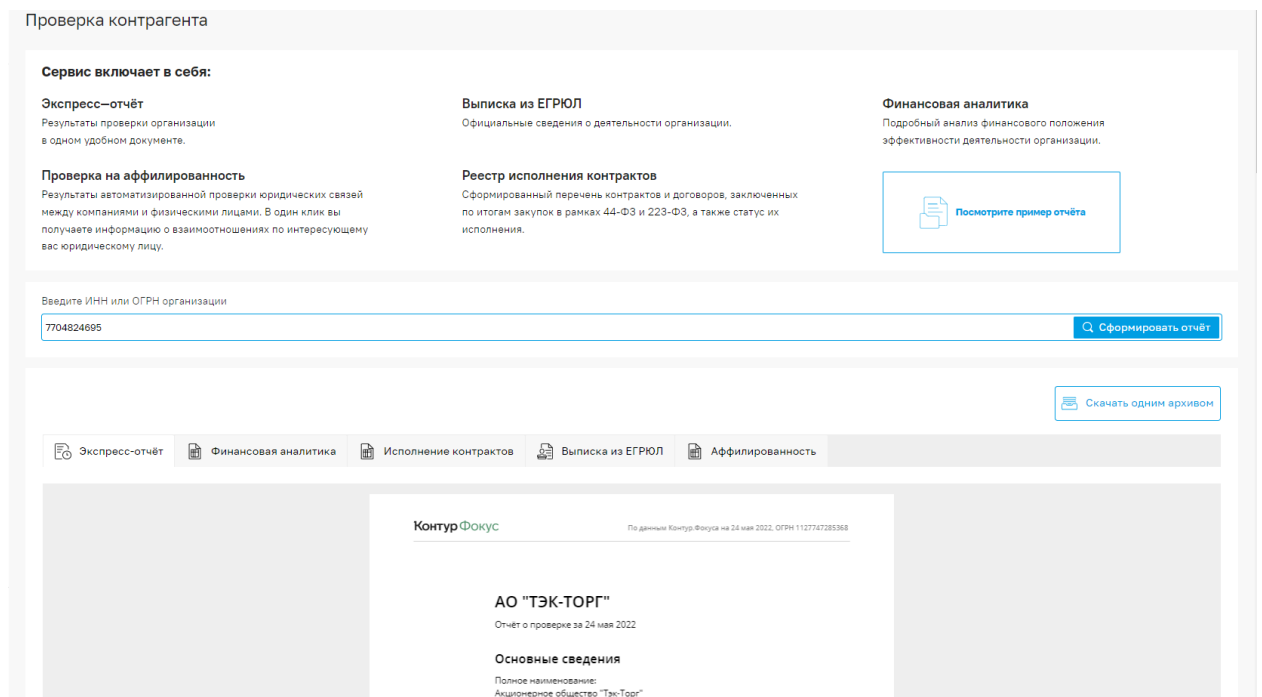 Проверка контрагента
Сервис включает в себя:
Экспресс—отчёт
Результаты проверки организации
в одном удобном документе.
Выписка из ЕГРЮЛ
Официальные сведения о деятельности организации.
Финансовая аналитика
Подробный анализ финансового положения
эффективности деятельности организации.
Проверка на аффилированность
Результаты автоматизированной проверки юридических связей
между компаниями и физическими лицами. В один клик вы
получаете информацию о взаимоотношениях по интересующему
вас юридическому лицу.
Реестр исполнения контрактов
Сформированный перечень контрактов и договоров, заключенных
по итогам закупок в рамках 44-ФЗ и 223-ФЗ, а также статус их
исполнения.
Посмотрите пример отчёта
Введите ИНН или ОГРН организации
7704824695
Сформировать отчёт
Скачать одним архивом
Экспресс-отчёт
Финансовая аналитика
Исполнение контрактов
Выписка из ЕГРЮЛ
Аффилированность
Контур Фокус
По данным Контур.Фокуса на 24 мая 2022, ОГРН 1127747285368
АО "ТЭК-ТОРГ"
Отчёт о проверке за 24 мая 2022
Основные сведения
Полное наименование:
Акционерное общество "Тэк-Торг"